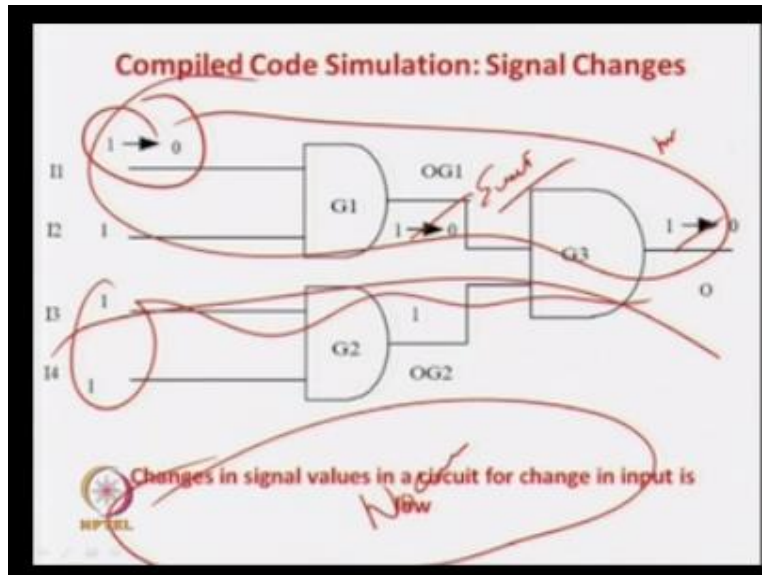 Compiled Code Simulation: Signal Changes
1 → 0
I1
I2 1
I3 1
I4 1
G1
G2
OG1
1 → 0
Event
1
OG2
G3
1 → 0
O
Changes in signal values in a circuit for change in input is
low
NPTEL